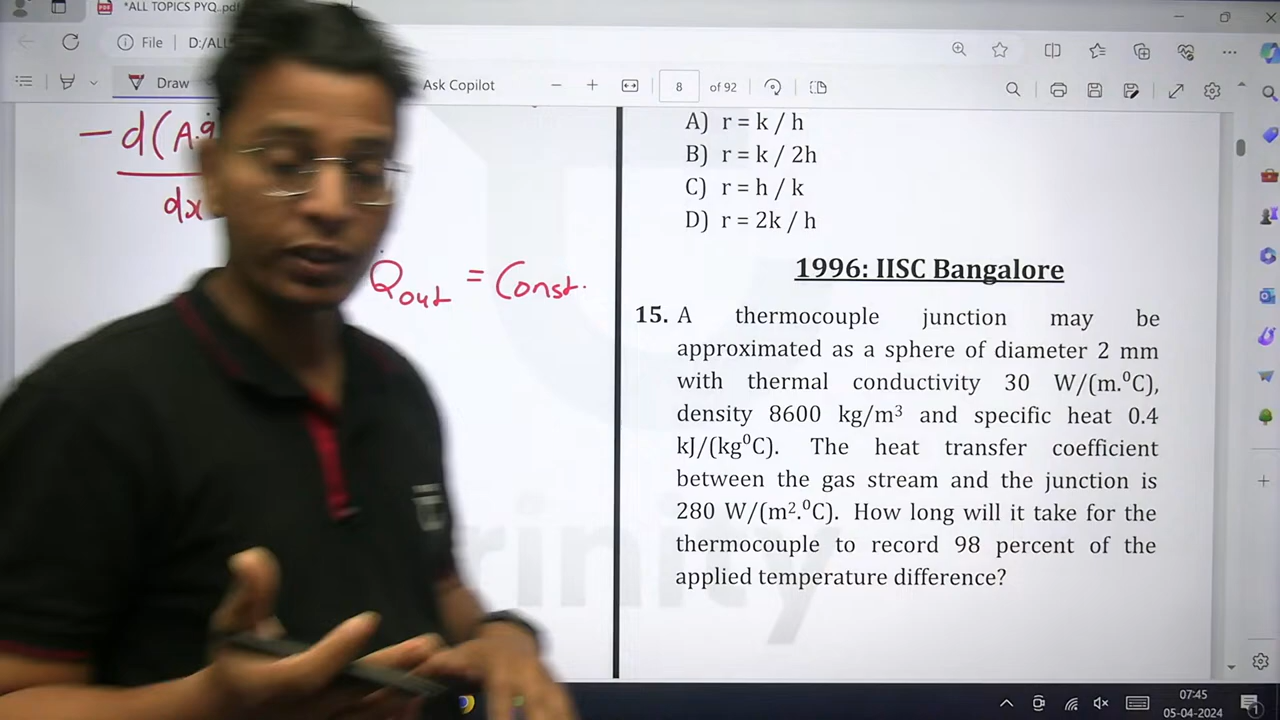 *ALL TOPICS PYQ..pdf
File
D:/ALL
Draw
Ask Copilot
8 of 92
− d(A.q
dx
Qout = Const.
A) r = k / h
B) r = k / 2h
C) r = h / k
D) r = 2k / h
1996: IISC Bangalore
15. A thermocouple junction may be
approximated as a sphere of diameter 2 mm
with thermal conductivity 30 W/(m.⁰C),
density 8600 kg/m³ and specific heat 0.4
kJ/(kg⁰C). The heat transfer coefficient
between the gas stream and the junction is
280 W/(m².⁰C). How long will it take for the
thermocouple to record 98 percent of the
applied temperature difference?
rinity
07:45
05-04-2024